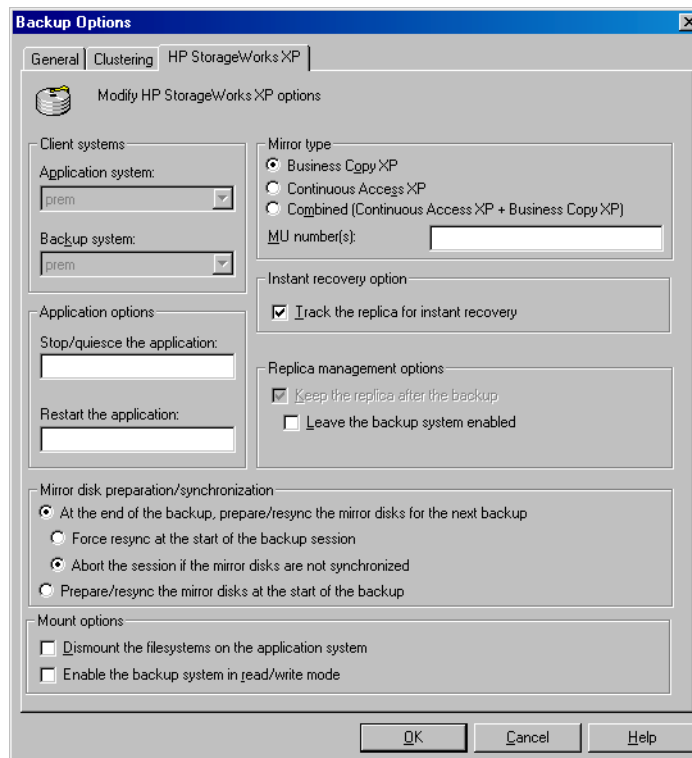 Backup Options
General
Clustering
HP StorageWorks XP
Modify HP StorageWorks XP options
Client systems
Application system:
prem
Backup system:
prem
Application options
Stop/quiesce the application:
Restart the application:
Mirror type
Business Copy XP
Continuous Access XP
Combined (Continuous Access XP + Business Copy XP)
MU number(s):
Instant recovery option
Track the replica for instant recovery
Replica management options
Keep the replica after the backup
Leave the backup system enabled
Mirror disk preparation/synchronization
At the end of the backup, prepare/resync the mirror disks for the next backup
Force resync at the start of the backup session
Abort the session if the mirror disks are not synchronized
Prepare/resync the mirror disks at the start of the backup
Mount options
Dismount the filesystems on the application system
Enable the backup system in read/write mode
OK
Cancel
Help